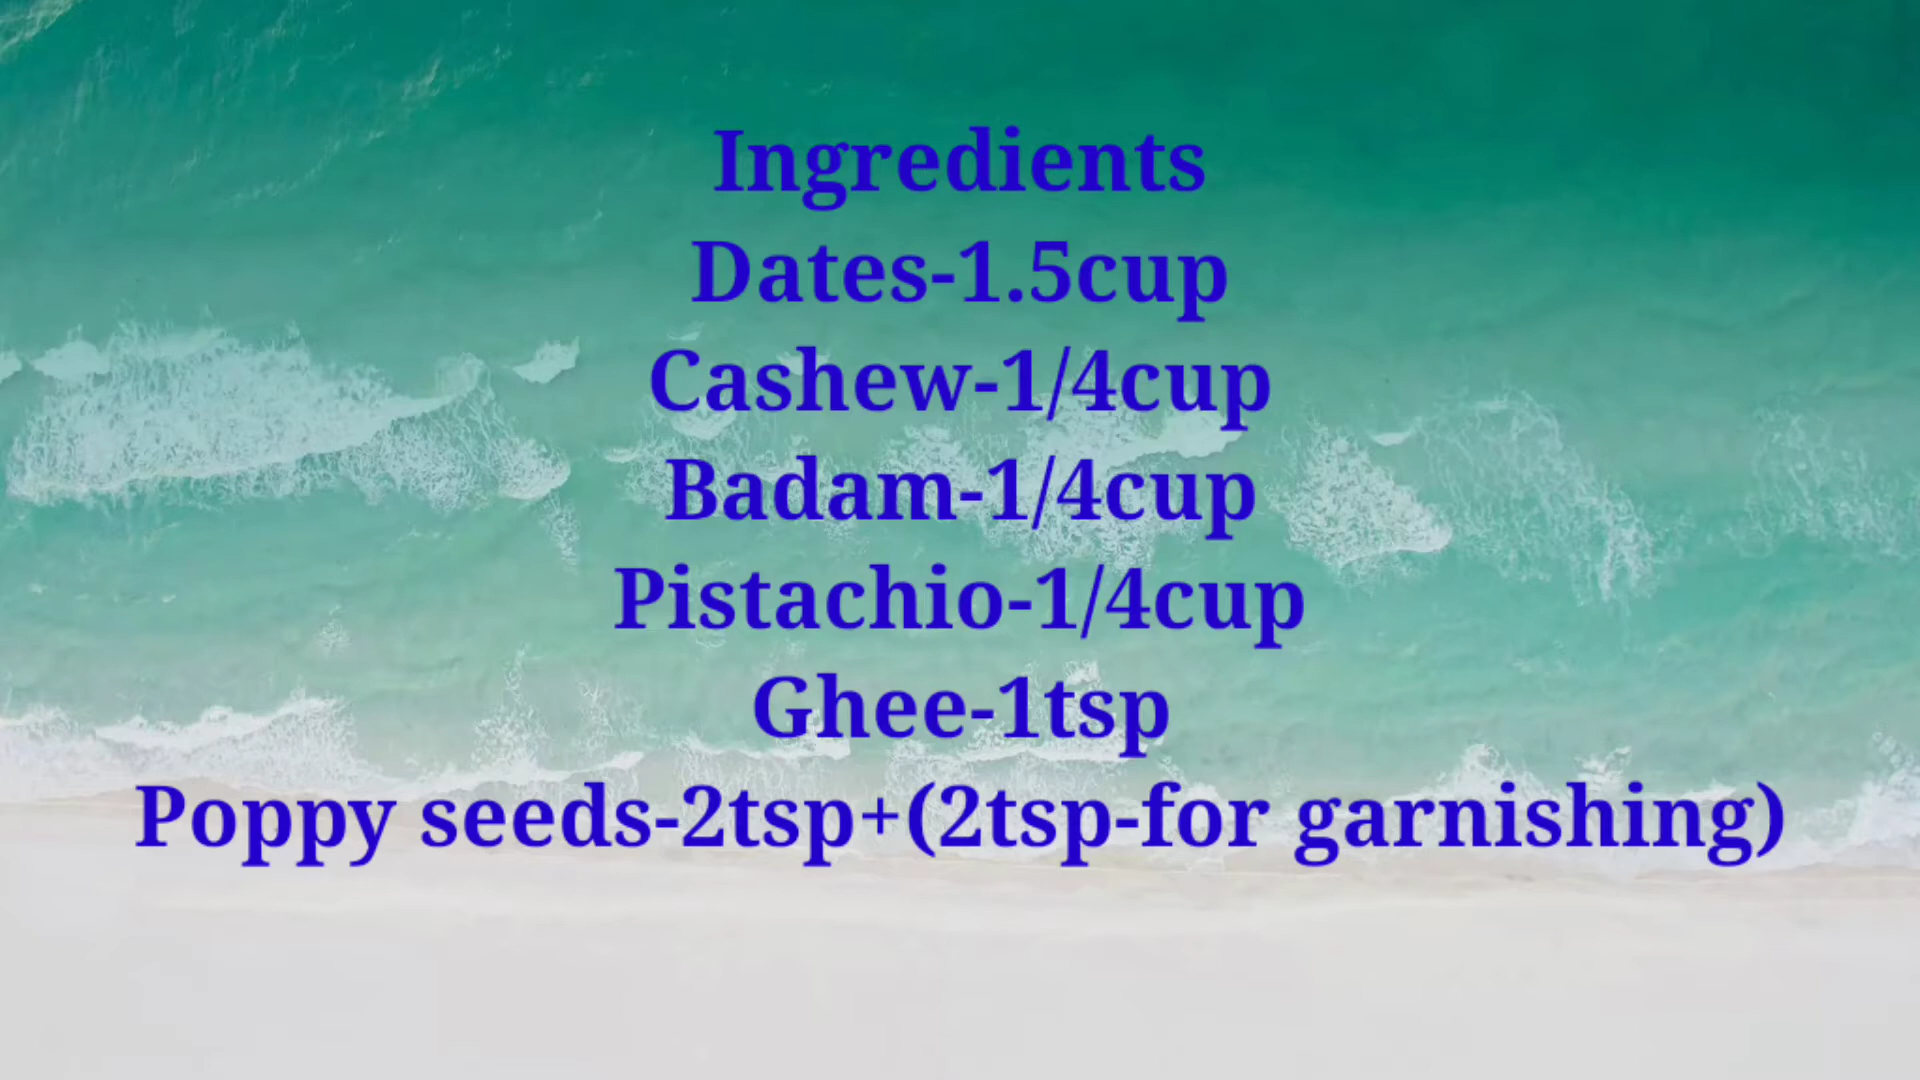 Ingredients
Dates-1.5cup
Cashew-1/4cup
Badam-1/4cup
Pistachio-1/4cup
Ghee-1tsp
Poppy seeds-2tsp+(2tsp-for garnishing)